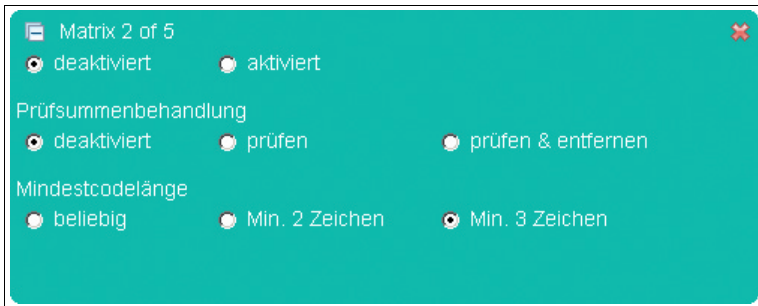 Matrix 2 of 5
deaktiviert aktiviert
Prüfsummenbehandlung
deaktiviert prüfen prüfen & entfernen
Mindestcodelänge
beliebig Min. 2 Zeichen Min. 3 Zeichen